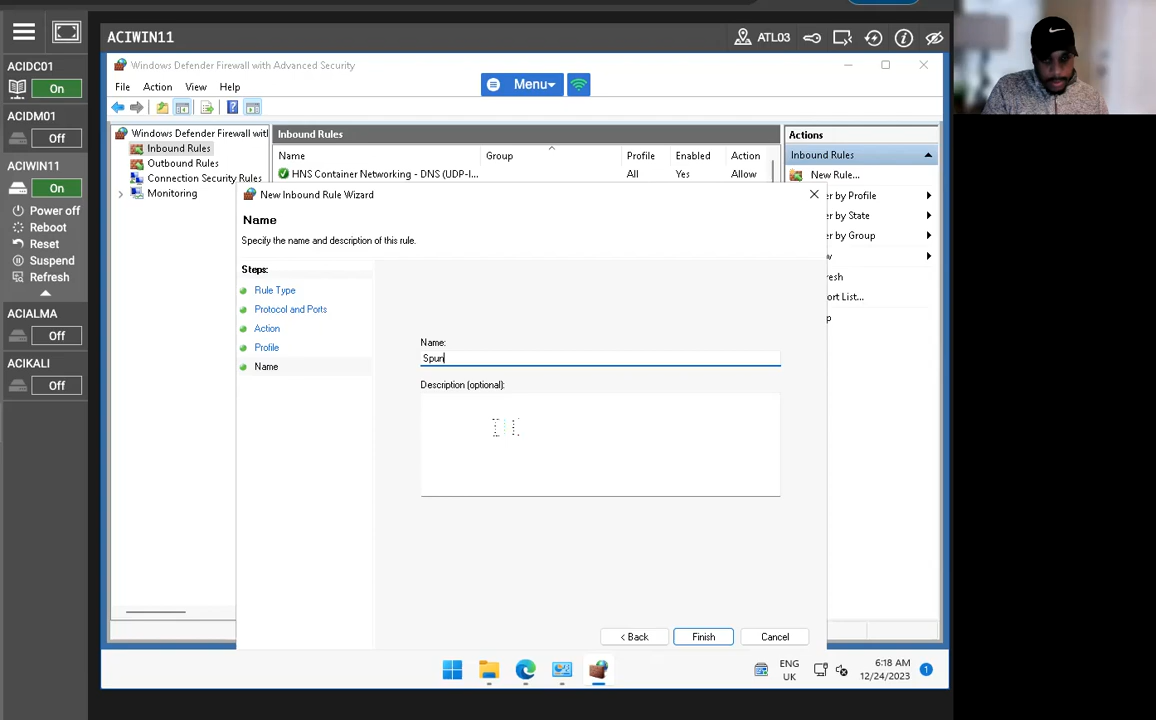 ACIWIN11
ATL03
ACIDC01
On
ACIDM01
Off
ACIWIN11
On
Power off
Reboot
Reset
Suspend
Refresh
ACIALMA
Off
ACIKALI
Off
Windows Defender Firewall with Advanced Security
File Action View Help
Menu
Windows Defender Firewall with
Inbound Rules
Outbound Rules
Connection Security Rules
Monitoring
Inbound Rules
Name Group Profile Enabled Action
HNS Container Networking - DNS (UDP-I... All Yes Allow
Actions
Inbound Rules
New Rule...
er by Profile
er by State
er by Group
resh
ort List...
New Inbound Rule Wizard
Name
Specify the name and description of this rule.
Steps:
Rule Type
Protocol and Ports
Action
Profile
Name
Name:
Spun
Description (optional):
< Back Finish Cancel
ENG
UK
6:18 AM
12/24/2023
1